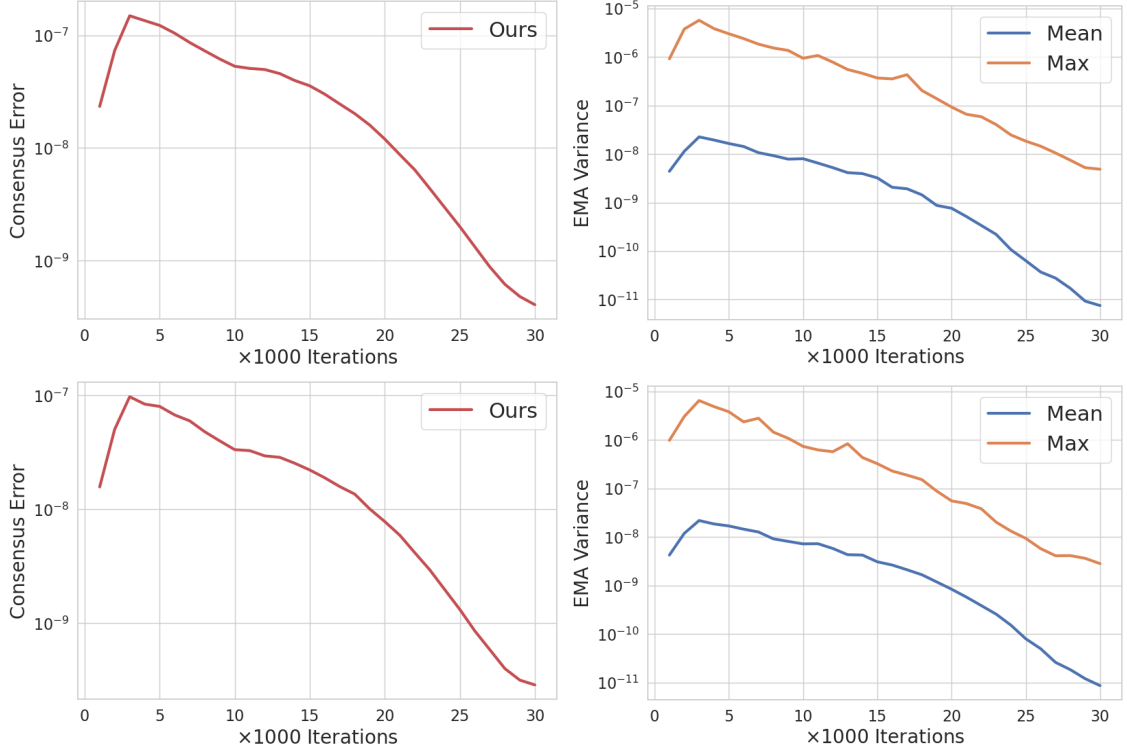 Consensus Error
10⁻⁷
10⁻⁸
10⁻⁹
Ours
0 5 10 15 20 25 30
×1000 Iterations
EMA Variance
10⁻⁵
10⁻⁶
10⁻⁷
10⁻⁸
10⁻⁹
10⁻¹⁰
10⁻¹¹
Mean
Max
0 5 10 15 20 25 30
×1000 Iterations
Consensus Error
10⁻⁷
10⁻⁸
10⁻⁹
Ours
0 5 10 15 20 25 30
×1000 Iterations
EMA Variance
10⁻⁵
10⁻⁶
10⁻⁷
10⁻⁸
10⁻⁹
10⁻¹⁰
10⁻¹¹
Mean
Max
0 5 10 15 20 25 30
×1000 Iterations